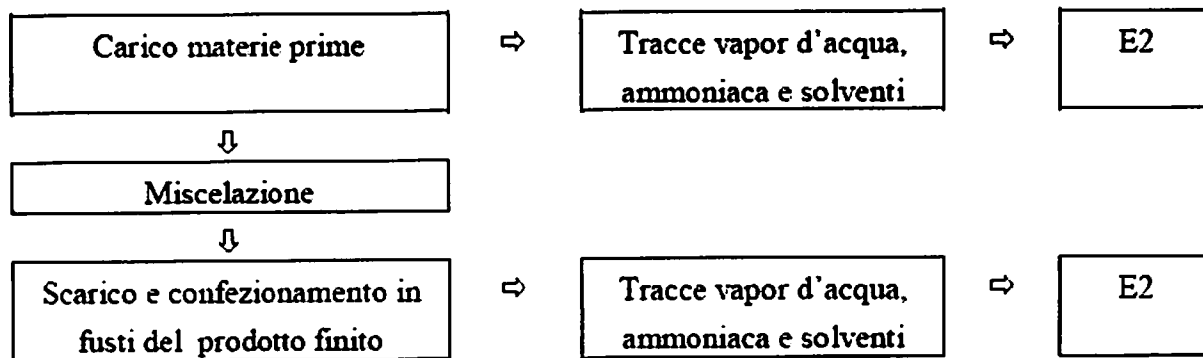 Carico materie prime ⇨ Tracce vapor d'acqua, ⇨ E2
ammoniaca e solventi
⇩
Miscelazione
⇩
Scarico e confezionamento in ⇨ Tracce vapor d'acqua, ⇨ E2
fusti del prodotto finito ammoniaca e solventi